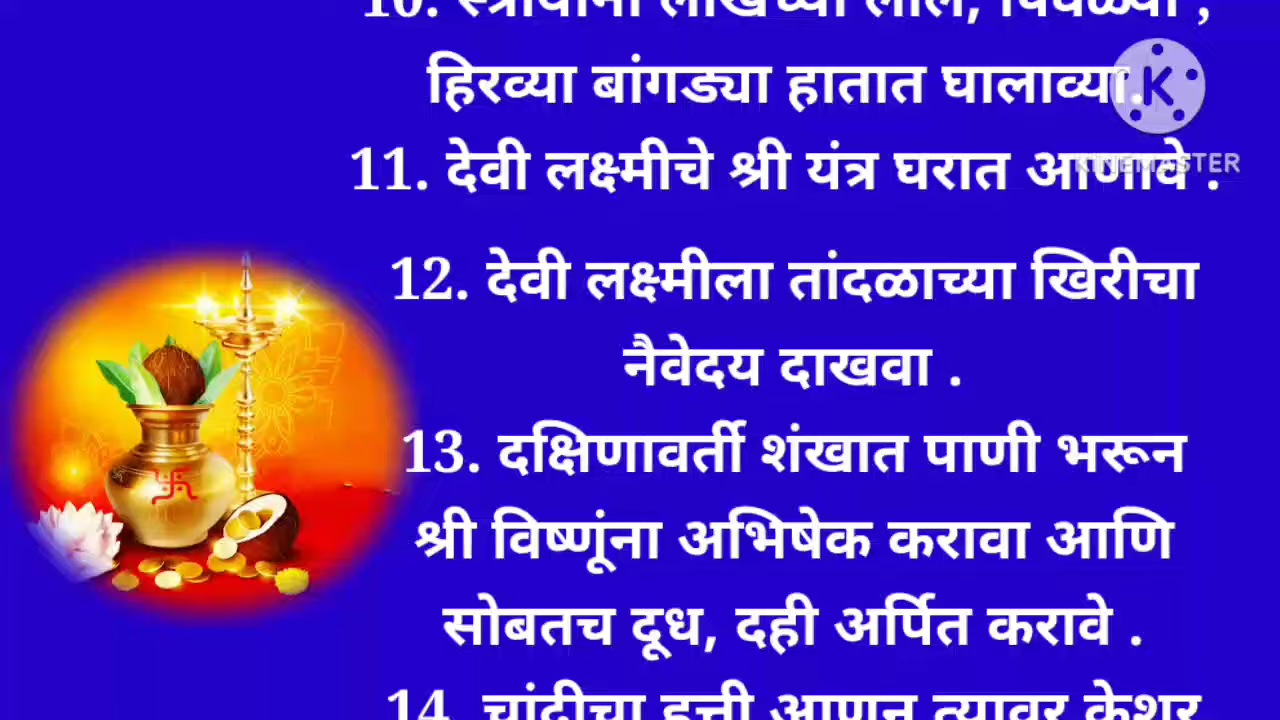 10. स्त्रीयांनी लाखेच्या लाल, पिवळ्या ,
हिरव्या बांगड्या हातात घालाव्या.
K
KINEMASTER
11. देवी लक्ष्मीचे श्री यंत्र घरात आणावे .
12. देवी लक्ष्मीला तांदळाच्या खिरीचा
नैवेदय दाखवा .
13. दक्षिणावर्ती शंखात पाणी भरून
श्री विष्णूंना अभिषेक करावा आणि
सोबतच दूध, दही अर्पित करावे .
14. चांदीचा हत्ती आणून त्यावर केशर